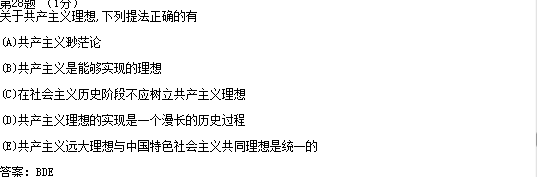 第28题 （1分）
关于共产主义理想,下列提法正确的有
(A)共产主义渺茫论
(B)共产主义是能够实现的理想
(C)在社会主义历史阶段不应树立共产主义理想
(D)共产主义理想的实现是一个漫长的历史过程
(E)共产主义远大理想与中国特色社会主义共同理想是统一的
答案: BDE